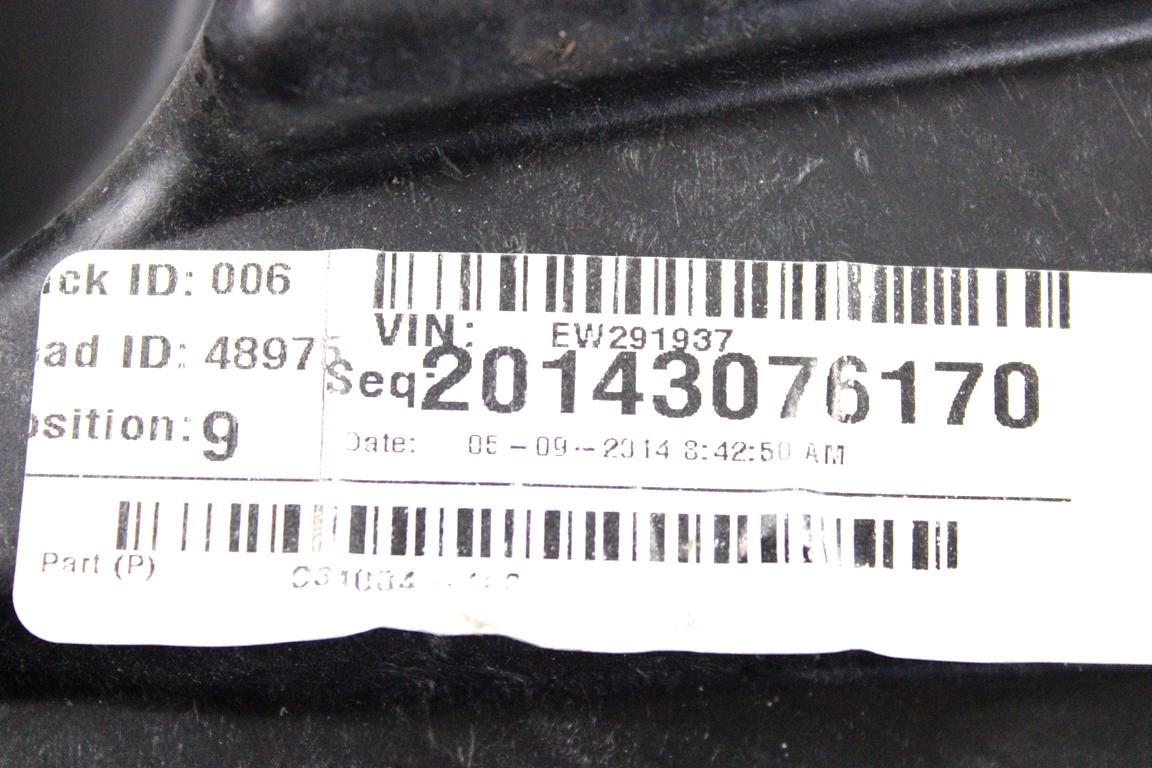 ck ID: 006
ad ID: 48975
osition: 9
VIN: EW291937
Seq: 20143076170
Date: 05-09-2014 8:42:50 AM
Part (P)